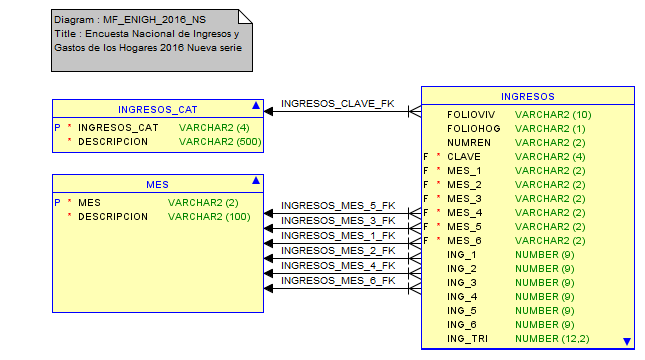 Diagram : MF_ENIGH_2016_NS
Title : Encuesta Nacional de Ingresos y
Gastos de los Hogares 2016 Nueva serie
INGRESOS_CAT
P * INGRESOS_CAT VARCHAR2 (4)
* DESCRIPCION VARCHAR2 (500)
MES
P * MES VARCHAR2 (2)
* DESCRIPCION VARCHAR2 (100)
INGRESOS_CLAVE_FK
INGRESOS_MES_5_FK
INGRESOS_MES_3_FK
INGRESOS_MES_1_FK
INGRESOS_MES_2_FK
INGRESOS_MES_4_FK
INGRESOS_MES_6_FK
INGRESOS
FOLIOVIV VARCHAR2 (10)
FOLIOHOG VARCHAR2 (1)
NUMREN VARCHAR2 (2)
F * CLAVE VARCHAR2 (4)
F * MES_1 VARCHAR2 (2)
F * MES_2 VARCHAR2 (2)
F * MES_3 VARCHAR2 (2)
F * MES_4 VARCHAR2 (2)
F * MES_5 VARCHAR2 (2)
F * MES_6 VARCHAR2 (2)
ING_1 NUMBER (9)
ING_2 NUMBER (9)
ING_3 NUMBER (9)
ING_4 NUMBER (9)
ING_5 NUMBER (9)
ING_6 NUMBER (9)
ING_TRI NUMBER (12,2)